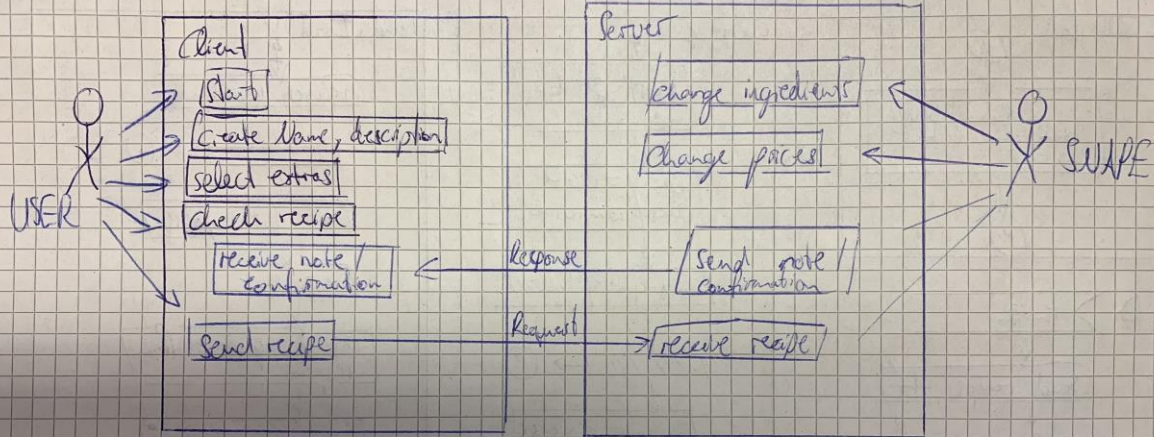 Client
Start
Create Name, description
select extras
check recipe
receive note /
confirmation
Send recipe
USER
Response
Request
Server
change ingredients
Change prices
Send note /
confirmation
receive recipe
SNAPE